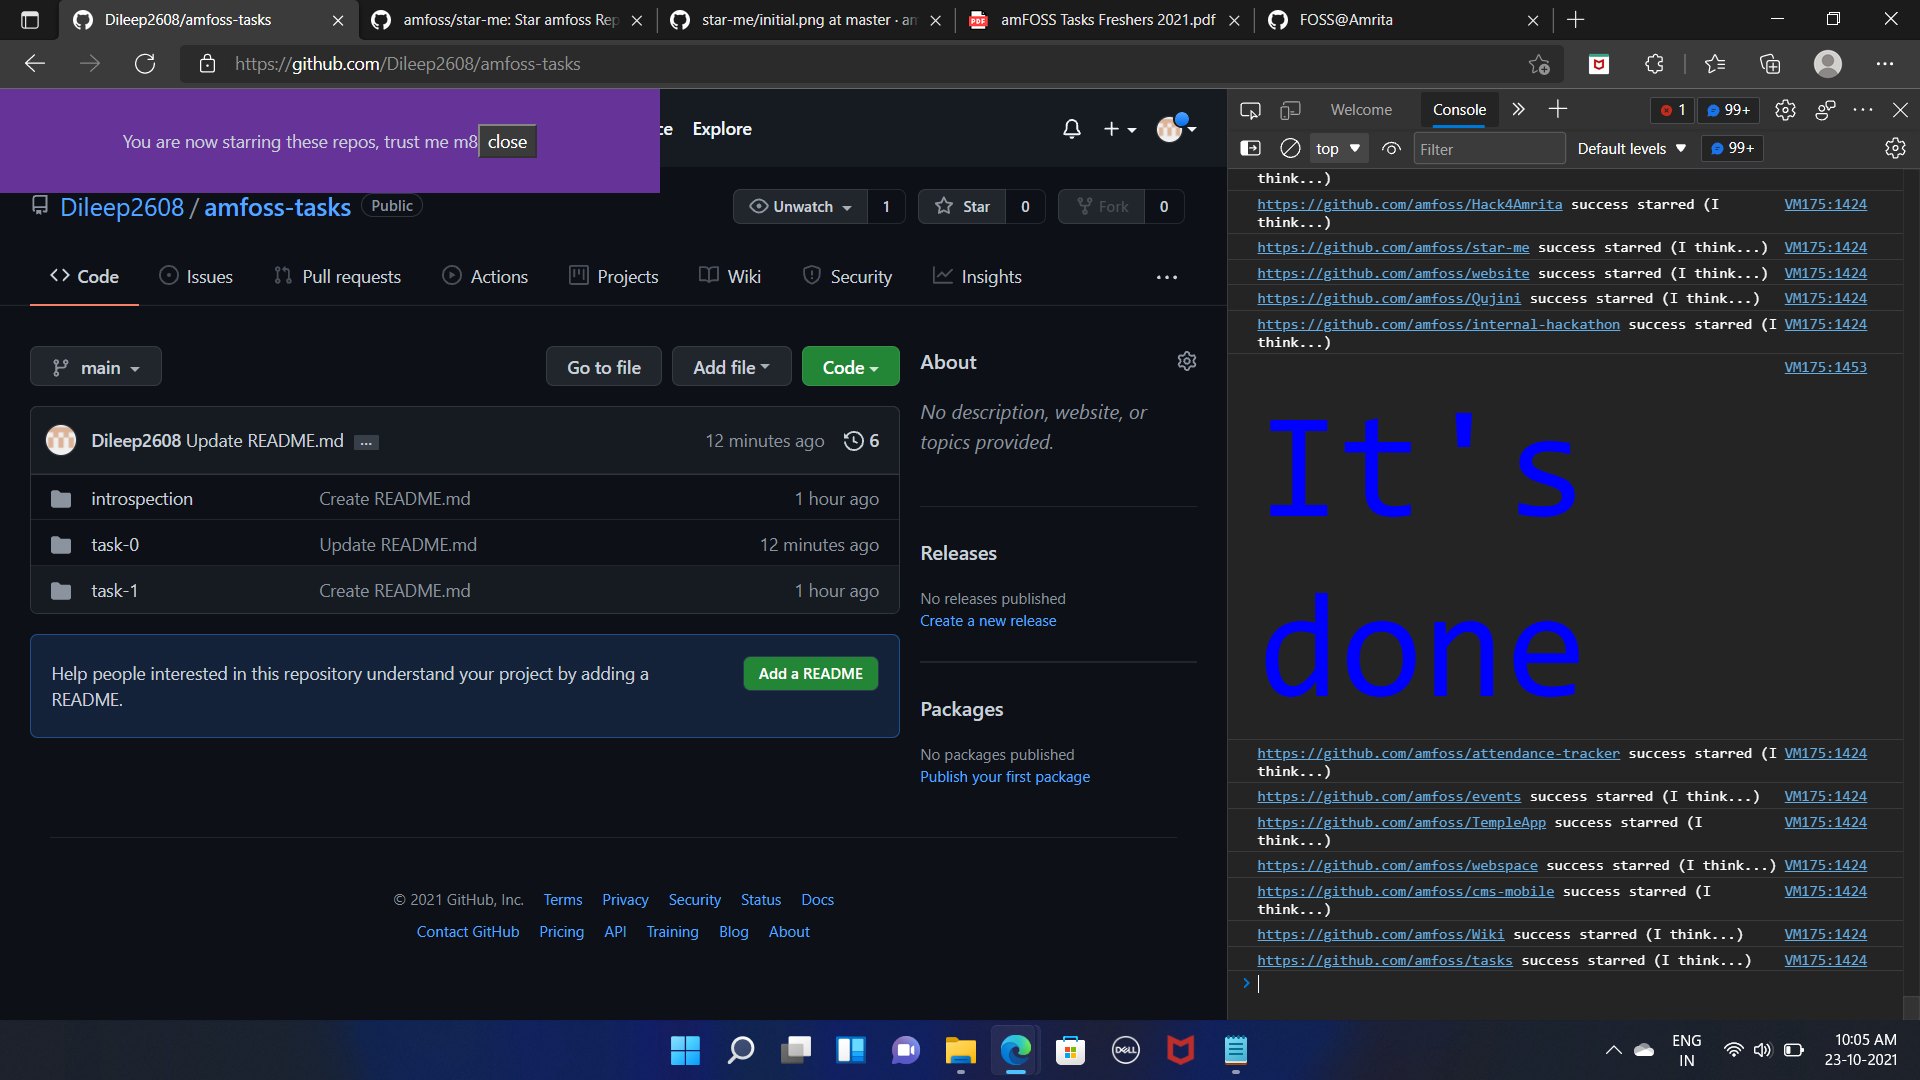 Dileep2608/amfoss-tasks
amfoss/star-me: Star amfoss Rep
star-me/initial.png at master · am
amFOSS Tasks Freshers 2021.pdf
FOSS@Amrita
https://github.com/Dileep2608/amfoss-tasks
You are now starring these repos, trust me m8
close
ce
Explore
Dileep2608 / amfoss-tasks
Public
Unwatch
1
Star
0
Fork
0
Code
Issues
Pull requests
Actions
Projects
Wiki
Security
Insights
...
main
Go to file
Add file
Code
Dileep2608 Update README.md ...
12 minutes ago
6
introspection
Create README.md
1 hour ago
task-0
Update README.md
12 minutes ago
task-1
Create README.md
1 hour ago
Help people interested in this repository understand your project by adding a
README.
Add a README
About
No description, website, or
topics provided.
Releases
No releases published
Create a new release
Packages
No packages published
Publish your first package
© 2021 GitHub, Inc.
Terms
Privacy
Security
Status
Docs
Contact GitHub
Pricing
API
Training
Blog
About
Welcome
Console
1
99+
top
Filter
Default levels
99+
think...)
https://github.com/amfoss/Hack4Amrita success starred (I VM175:1424
think...)
https://github.com/amfoss/star-me success starred (I think...) VM175:1424
https://github.com/amfoss/website success starred (I think...) VM175:1424
https://github.com/amfoss/Qujini success starred (I think...) VM175:1424
https://github.com/amfoss/internal-hackathon success starred (I VM175:1424
think...)
VM175:1453
It's
done
https://github.com/amfoss/attendance-tracker success starred (I VM175:1424
think...)
https://github.com/amfoss/events success starred (I think...) VM175:1424
https://github.com/amfoss/TempleApp success starred (I VM175:1424
think...)
https://github.com/amfoss/webspace success starred (I think...) VM175:1424
https://github.com/amfoss/cms-mobile success starred (I VM175:1424
think...)
https://github.com/amfoss/Wiki success starred (I think...) VM175:1424
https://github.com/amfoss/tasks success starred (I think...) VM175:1424
PDF
DELL
ENG
IN
10:05 AM
23-10-2021